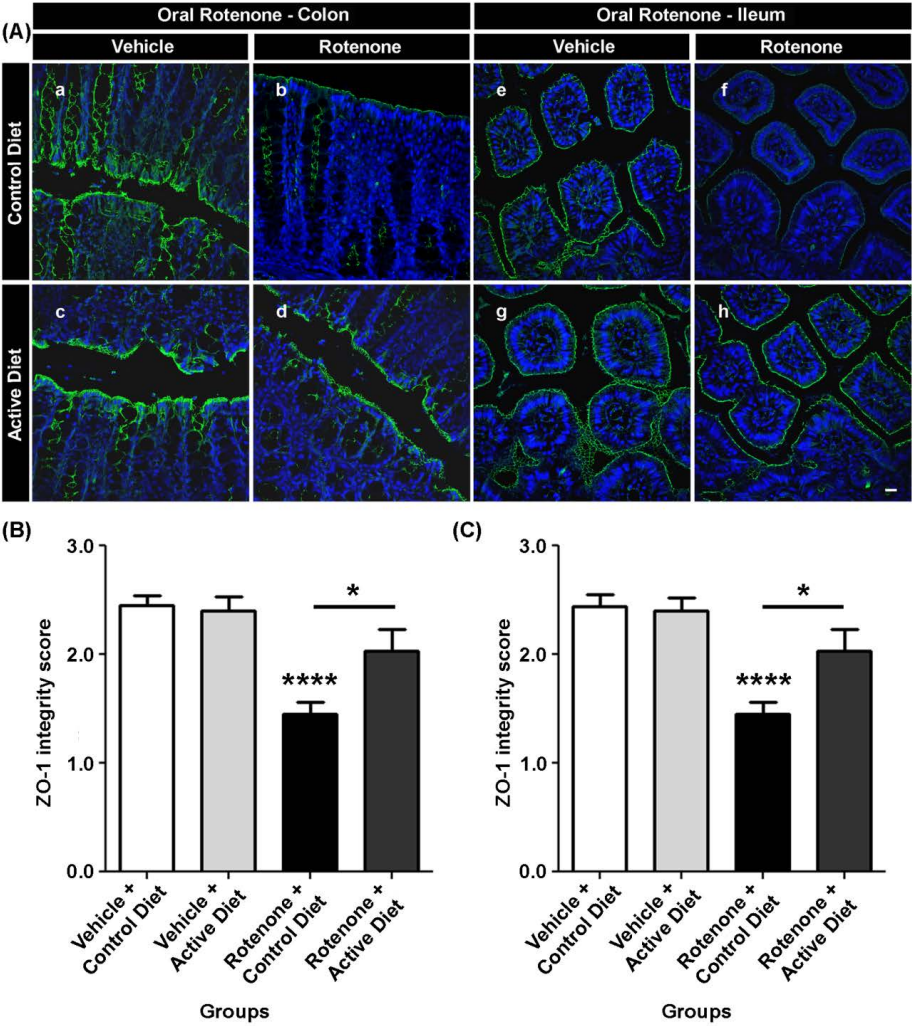 Oral Rotenone - Colon
Oral Rotenone - Ileum
(A)
Vehicle
Rotenone
Vehicle
Rotenone
Control Diet
a
b
e
f
Active Diet
c
d
g
h
(B)
ZO-1 integrity score
3.0
2.0
1.0
0.0
****
*
Vehicle +
Control Diet
Vehicle +
Active Diet
Rotenone +
Control Diet
Rotenone +
Active Diet
Groups
(C)
ZO-1 integrity score
3.0
2.0
1.0
0.0
****
*
Vehicle +
Control Diet
Vehicle +
Active Diet
Rotenone +
Control Diet
Rotenone +
Active Diet
Groups